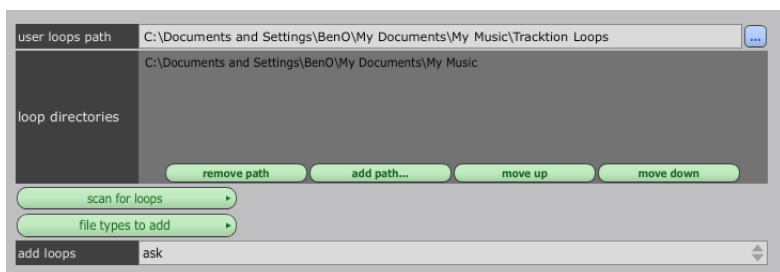 user loops path C:\Documents and Settings\BenO\My Documents\My Music\Tracktion Loops ...
C:\Documents and Settings\BenO\My Documents\My Music
loop directories
remove path add path... move up move down
scan for loops
file types to add
add loops ask